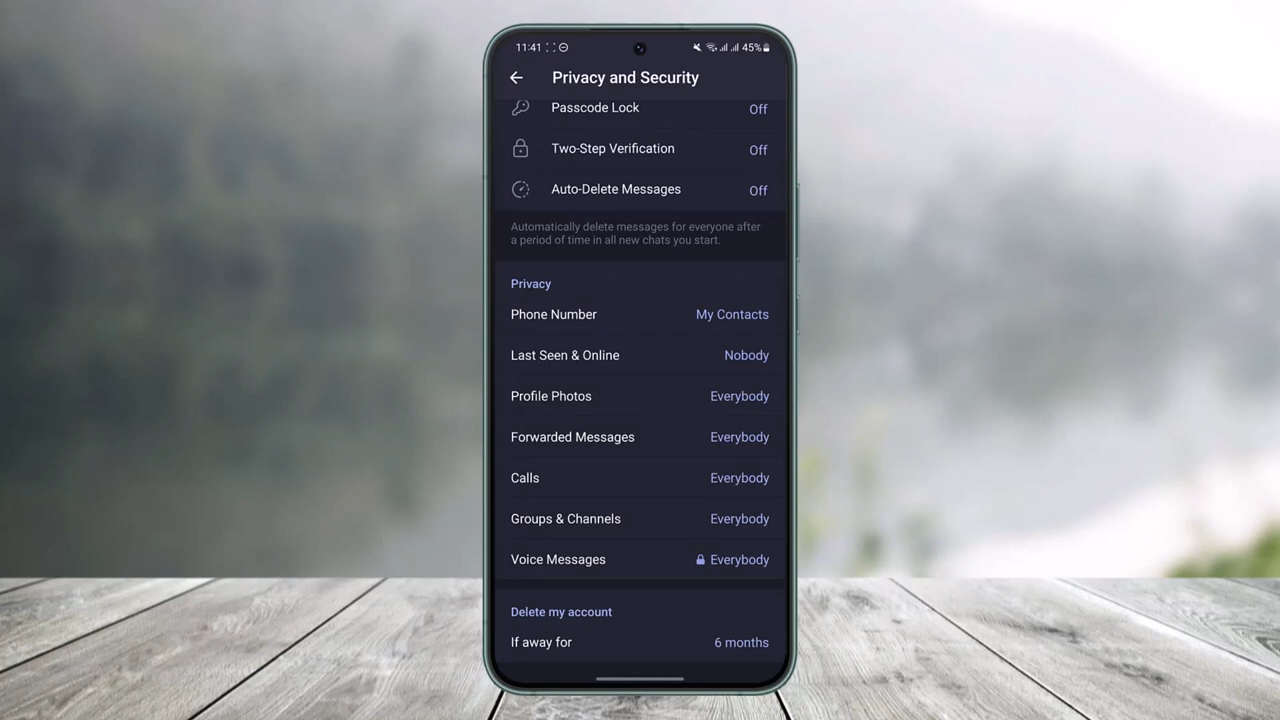 11:41 45%
Privacy and Security
Passcode Lock Off
Two-Step Verification Off
Auto-Delete Messages Off
Automatically delete messages for everyone after
a period of time in all new chats you start.
Privacy
Phone Number My Contacts
Last Seen & Online Nobody
Profile Photos Everybody
Forwarded Messages Everybody
Calls Everybody
Groups & Channels Everybody
Voice Messages Everybody
Delete my account
If away for 6 months